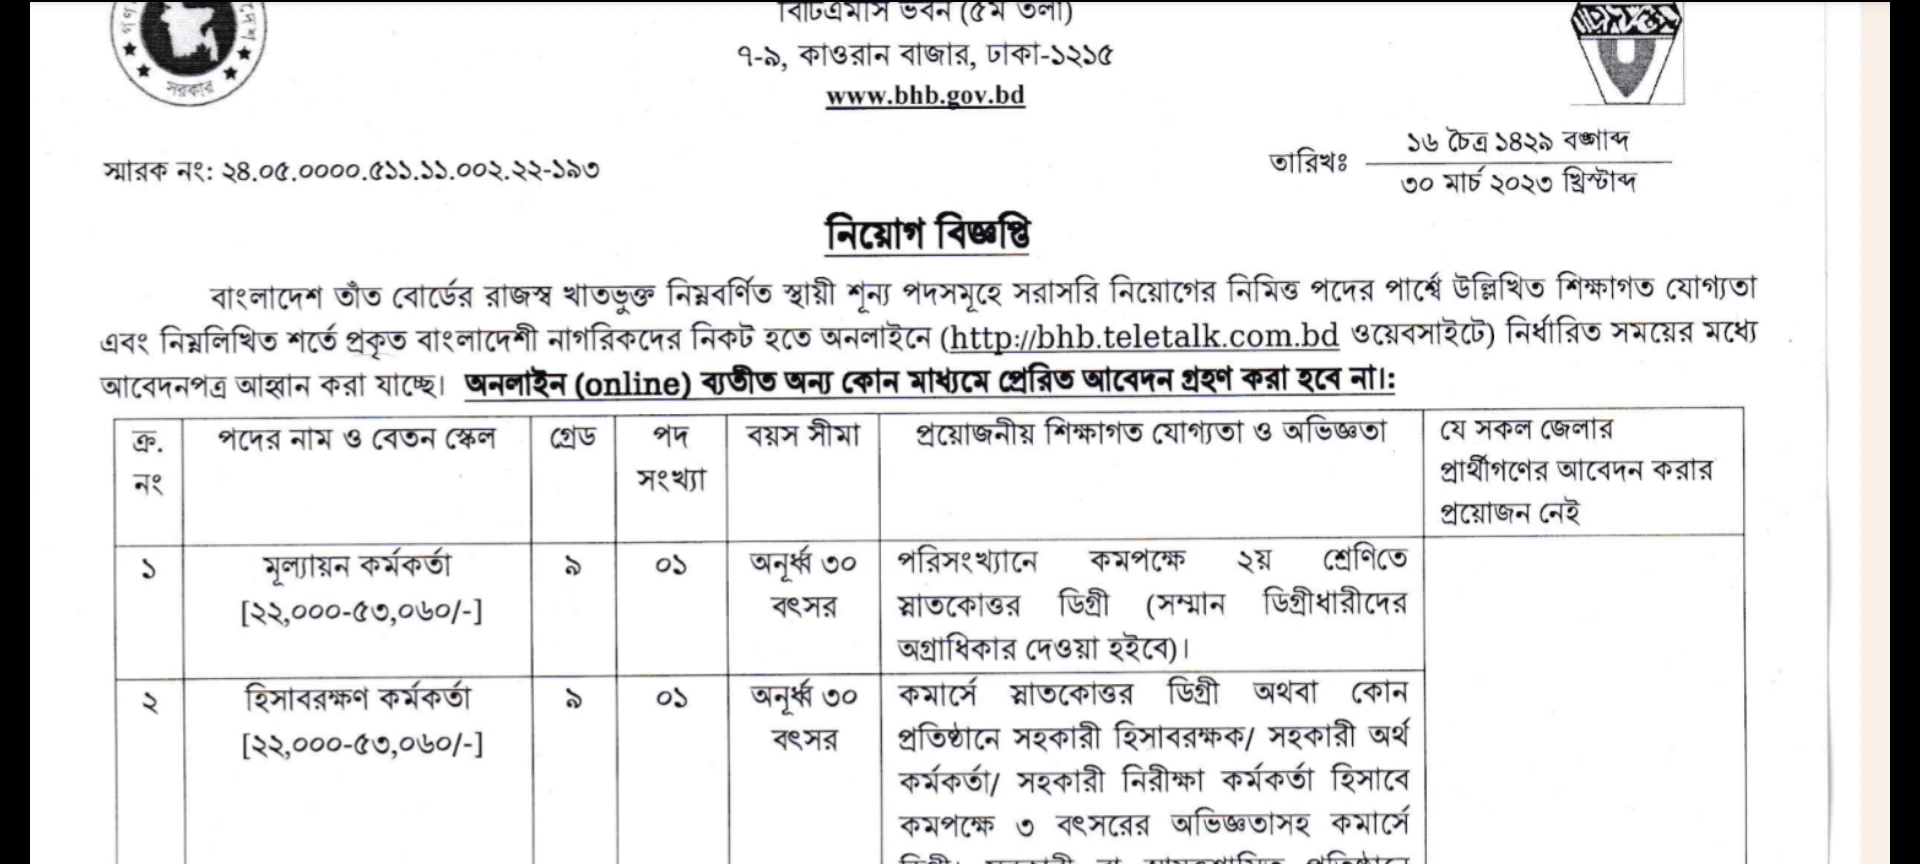 সরকার
বিটিএমসি ভবন (৫ম তলা)
৭-৯, কাওরান বাজার, ঢাকা-১২১৫
www.bhb.gov.bd
স্মারক নং: ২৪.০৫.০০০০.৫১১.১১.০০২.২২-১৯৩
তারিখঃ
১৬ চৈত্র ১৪২৯ বঙ্গাব্দ
৩০ মার্চ ২০২৩ খ্রিস্টাব্দ
নিয়োগ বিজ্ঞপ্তি
বাংলাদেশ তাঁত বোর্ডের রাজস্ব খাতভুক্ত নিম্নবর্ণিত স্থায়ী শূন্য পদসমূহে সরাসরি নিয়োগের নিমিত্ত পদের পার্শ্বে উল্লিখিত শিক্ষাগত যোগ্যতা
এবং নিম্নলিখিত শর্তে প্রকৃত বাংলাদেশী নাগরিকদের নিকট হতে অনলাইনে (http://bhb.teletalk.com.bd ওয়েবসাইটে) নির্ধারিত সময়ের মধ্যে
আবেদনপত্র আহ্বান করা যাচ্ছে। অনলাইন (online) ব্যতীত অন্য কোন মাধ্যমে প্রেরিত আবেদন গ্রহণ করা হবে না।:
ক্র.
নং
পদের নাম ও বেতন স্কেল
গ্রেড
পদ
সংখ্যা
বয়স সীমা
প্রয়োজনীয় শিক্ষাগত যোগ্যতা ও অভিজ্ঞতা
যে সকল জেলার
প্রার্থীগণের আবেদন করার
প্রয়োজন নেই
১
মূল্যায়ন কর্মকর্তা
[২২,০০০-৫৩,০৬০/-]
৯
০১
অনূর্ধ্ব ৩০
বৎসর
পরিসংখ্যানে কমপক্ষে ২য় শ্রেণিতে
স্নাতকোত্তর ডিগ্রী (সম্মান ডিগ্রীধারীদের
অগ্রাধিকার দেওয়া হইবে)।
২
হিসাবরক্ষণ কর্মকর্তা
[২২,০০০-৫৩,০৬০/-]
৯
০১
অনূর্ধ্ব ৩০
বৎসর
কমার্সে স্নাতকোত্তর ডিগ্রী অথবা কোন
প্রতিষ্ঠানে সহকারী হিসাবরক্ষক/ সহকারী অর্থ
কর্মকর্তা/ সহকারী নিরীক্ষা কর্মকর্তা হিসাবে
কমপক্ষে ৩ বৎসরের অভিজ্ঞতাসহ কমার্সে